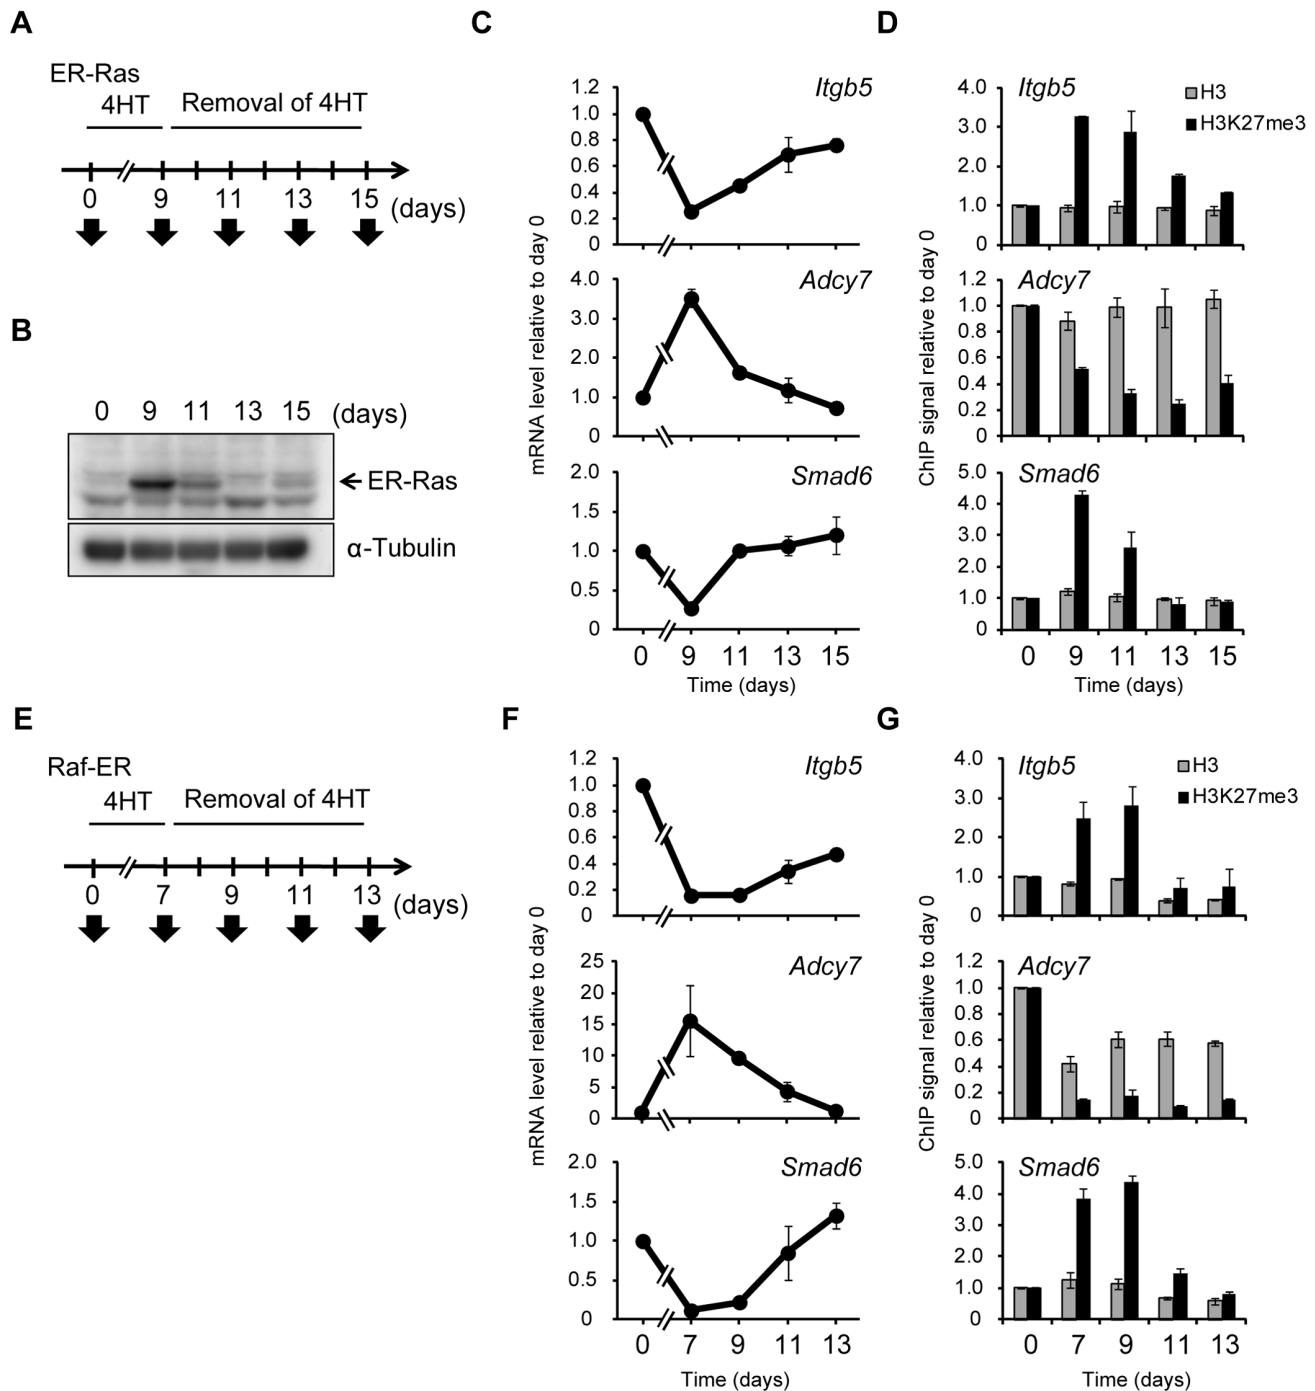 A
ER-Ras
4HT
Removal of 4HT
0
9
11
13
15
(days)
B
0 9 11 13 15 (days)
ER-Ras
α-Tubulin
C
mRNA level relative to day 0
Itgb5
1.2
1.0
0.8
0.6
0.4
0.2
0
Adcy7
4.0
3.0
2.0
1.0
0
Smad6
2.0
1.5
1.0
0.5
0
0 9 11 13 15
Time (days)
D
ChIP signal relative to day 0
Itgb5
H3
H3K27me3
4.0
3.0
2.0
1.0
0
Adcy7
1.2
1.0
0.8
0.6
0.4
0.2
0
Smad6
5.0
4.0
3.0
2.0
1.0
0
0 9 11 13 15
Time (days)
E
Raf-ER
4HT
Removal of 4HT
0
7
9
11
13
(days)
F
mRNA level relative to day 0
Itgb5
1.2
1.0
0.8
0.6
0.4
0.2
0
Adcy7
25
20
15
10
5
0
Smad6
2.0
1.5
1.0
0.5
0
0 7 9 11 13
Time (days)
G
ChIP signal relative to day 0
Itgb5
H3
H3K27me3
4.0
3.0
2.0
1.0
0
Adcy7
1.2
1.0
0.8
0.6
0.4
0.2
0
Smad6
5.0
4.0
3.0
2.0
1.0
0
0 7 9 11 13
Time (days)